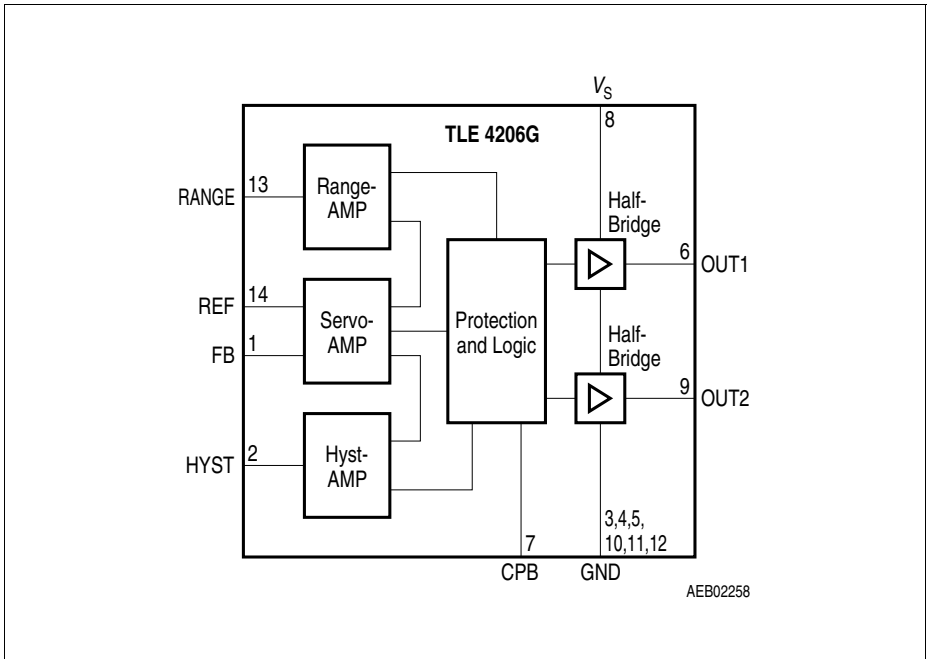 VS
8
TLE 4206G
RANGE
13
Range-
AMP
Half-
Bridge
6
OUT1
REF
14
FB
1
Servo-
AMP
Protection
and Logic
Half-
Bridge
9
OUT2
HYST
2
Hyst-
AMP
3,4,5,
10,11,12
7
CPB
GND
AEB02258